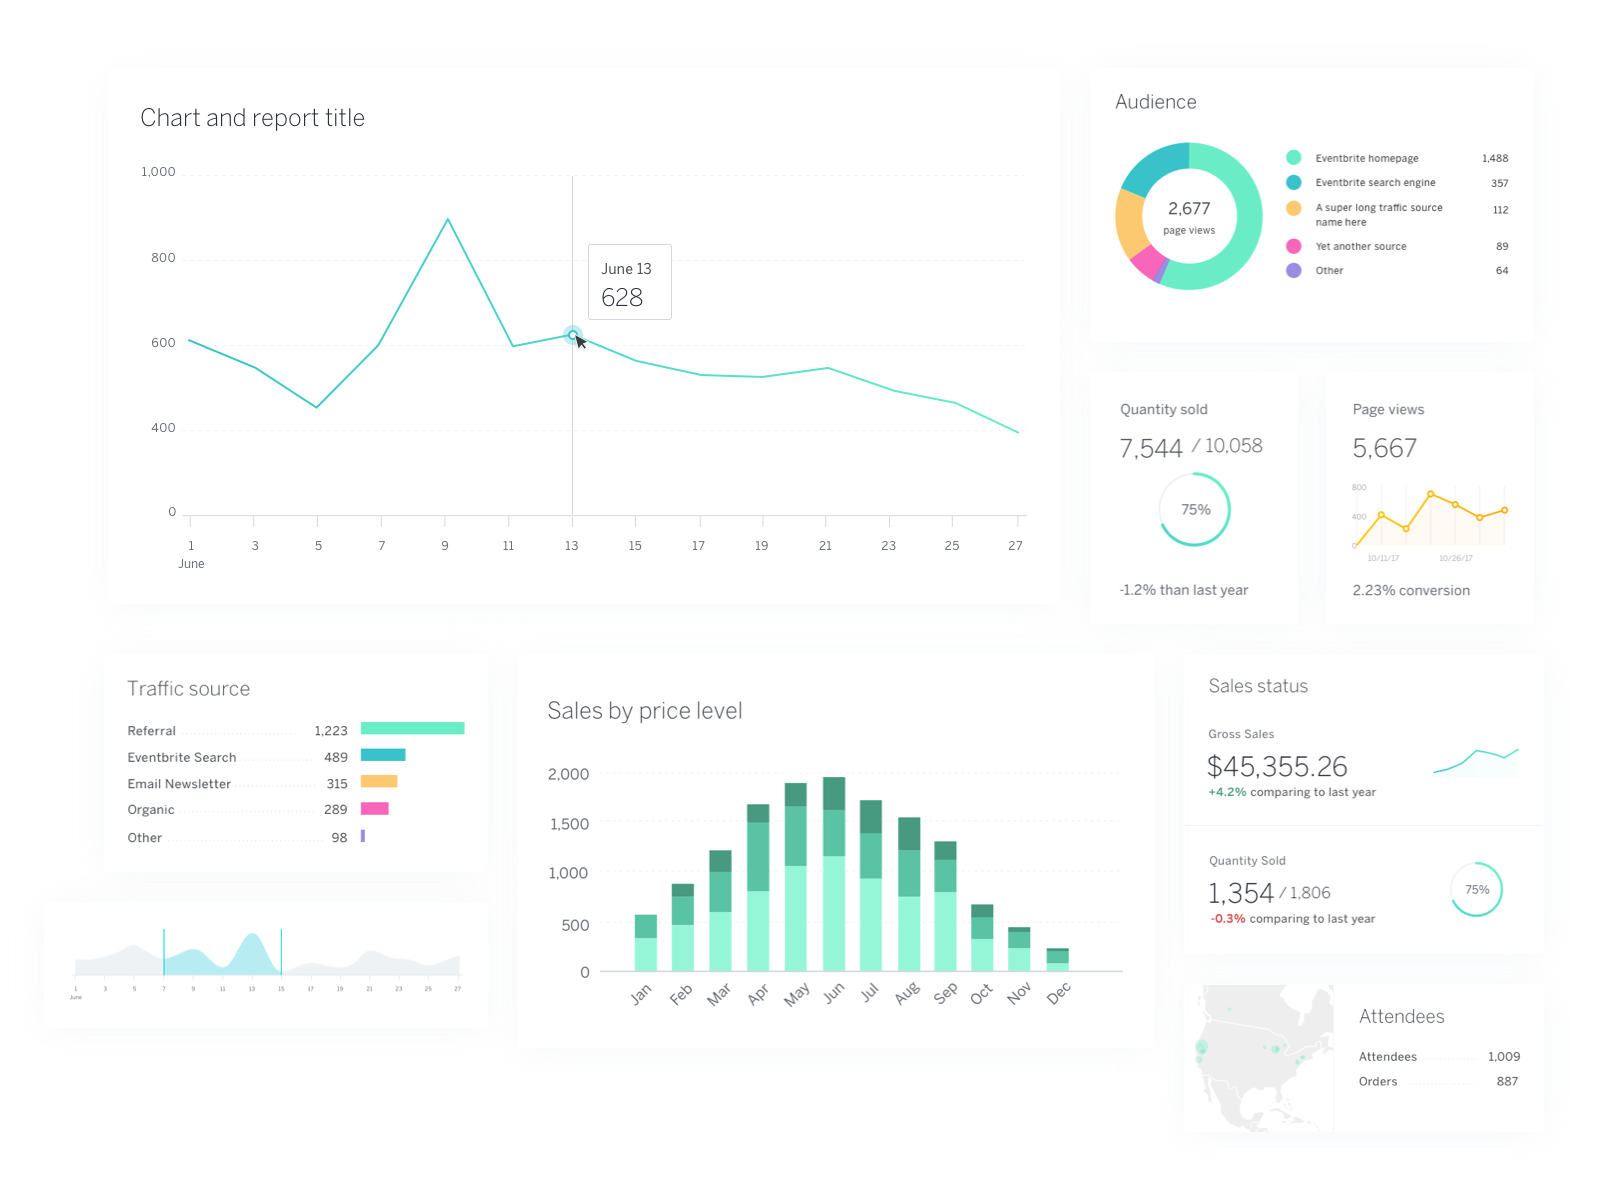 Chart and report title
1,000
800
600
400
0
1 3 5 7 9 11 13 15 17 19 21 23 25 27
June
June 13
628
Audience
2,677
page views
Eventbrite homepage 1,488
Eventbrite search engine 357
A super long traffic source 112
name here
Yet another source 89
Other 64
Quantity sold
7,544 / 10,058
75%
-1.2% than last year
Page views
5,667
800
400
0
10/11/17 10/26/17
2.23% conversion
Traffic source
Referral 1,223
Eventbrite Search 489
Email Newsletter 315
Organic 289
Other 98
1 3 5 7 9 11 13 15 17 19 21 23 25 27
June
Sales by price level
2,000
1,500
1,000
500
0
Jan Feb Mar Apr May Jun Jul Aug Sep Oct Nov Dec
Sales status
Gross Sales
$45,355.26
+4.2% comparing to last year
Quantity Sold
1,354 / 1,806
75%
-0.3% comparing to last year
Attendees
Attendees 1,009
Orders 887